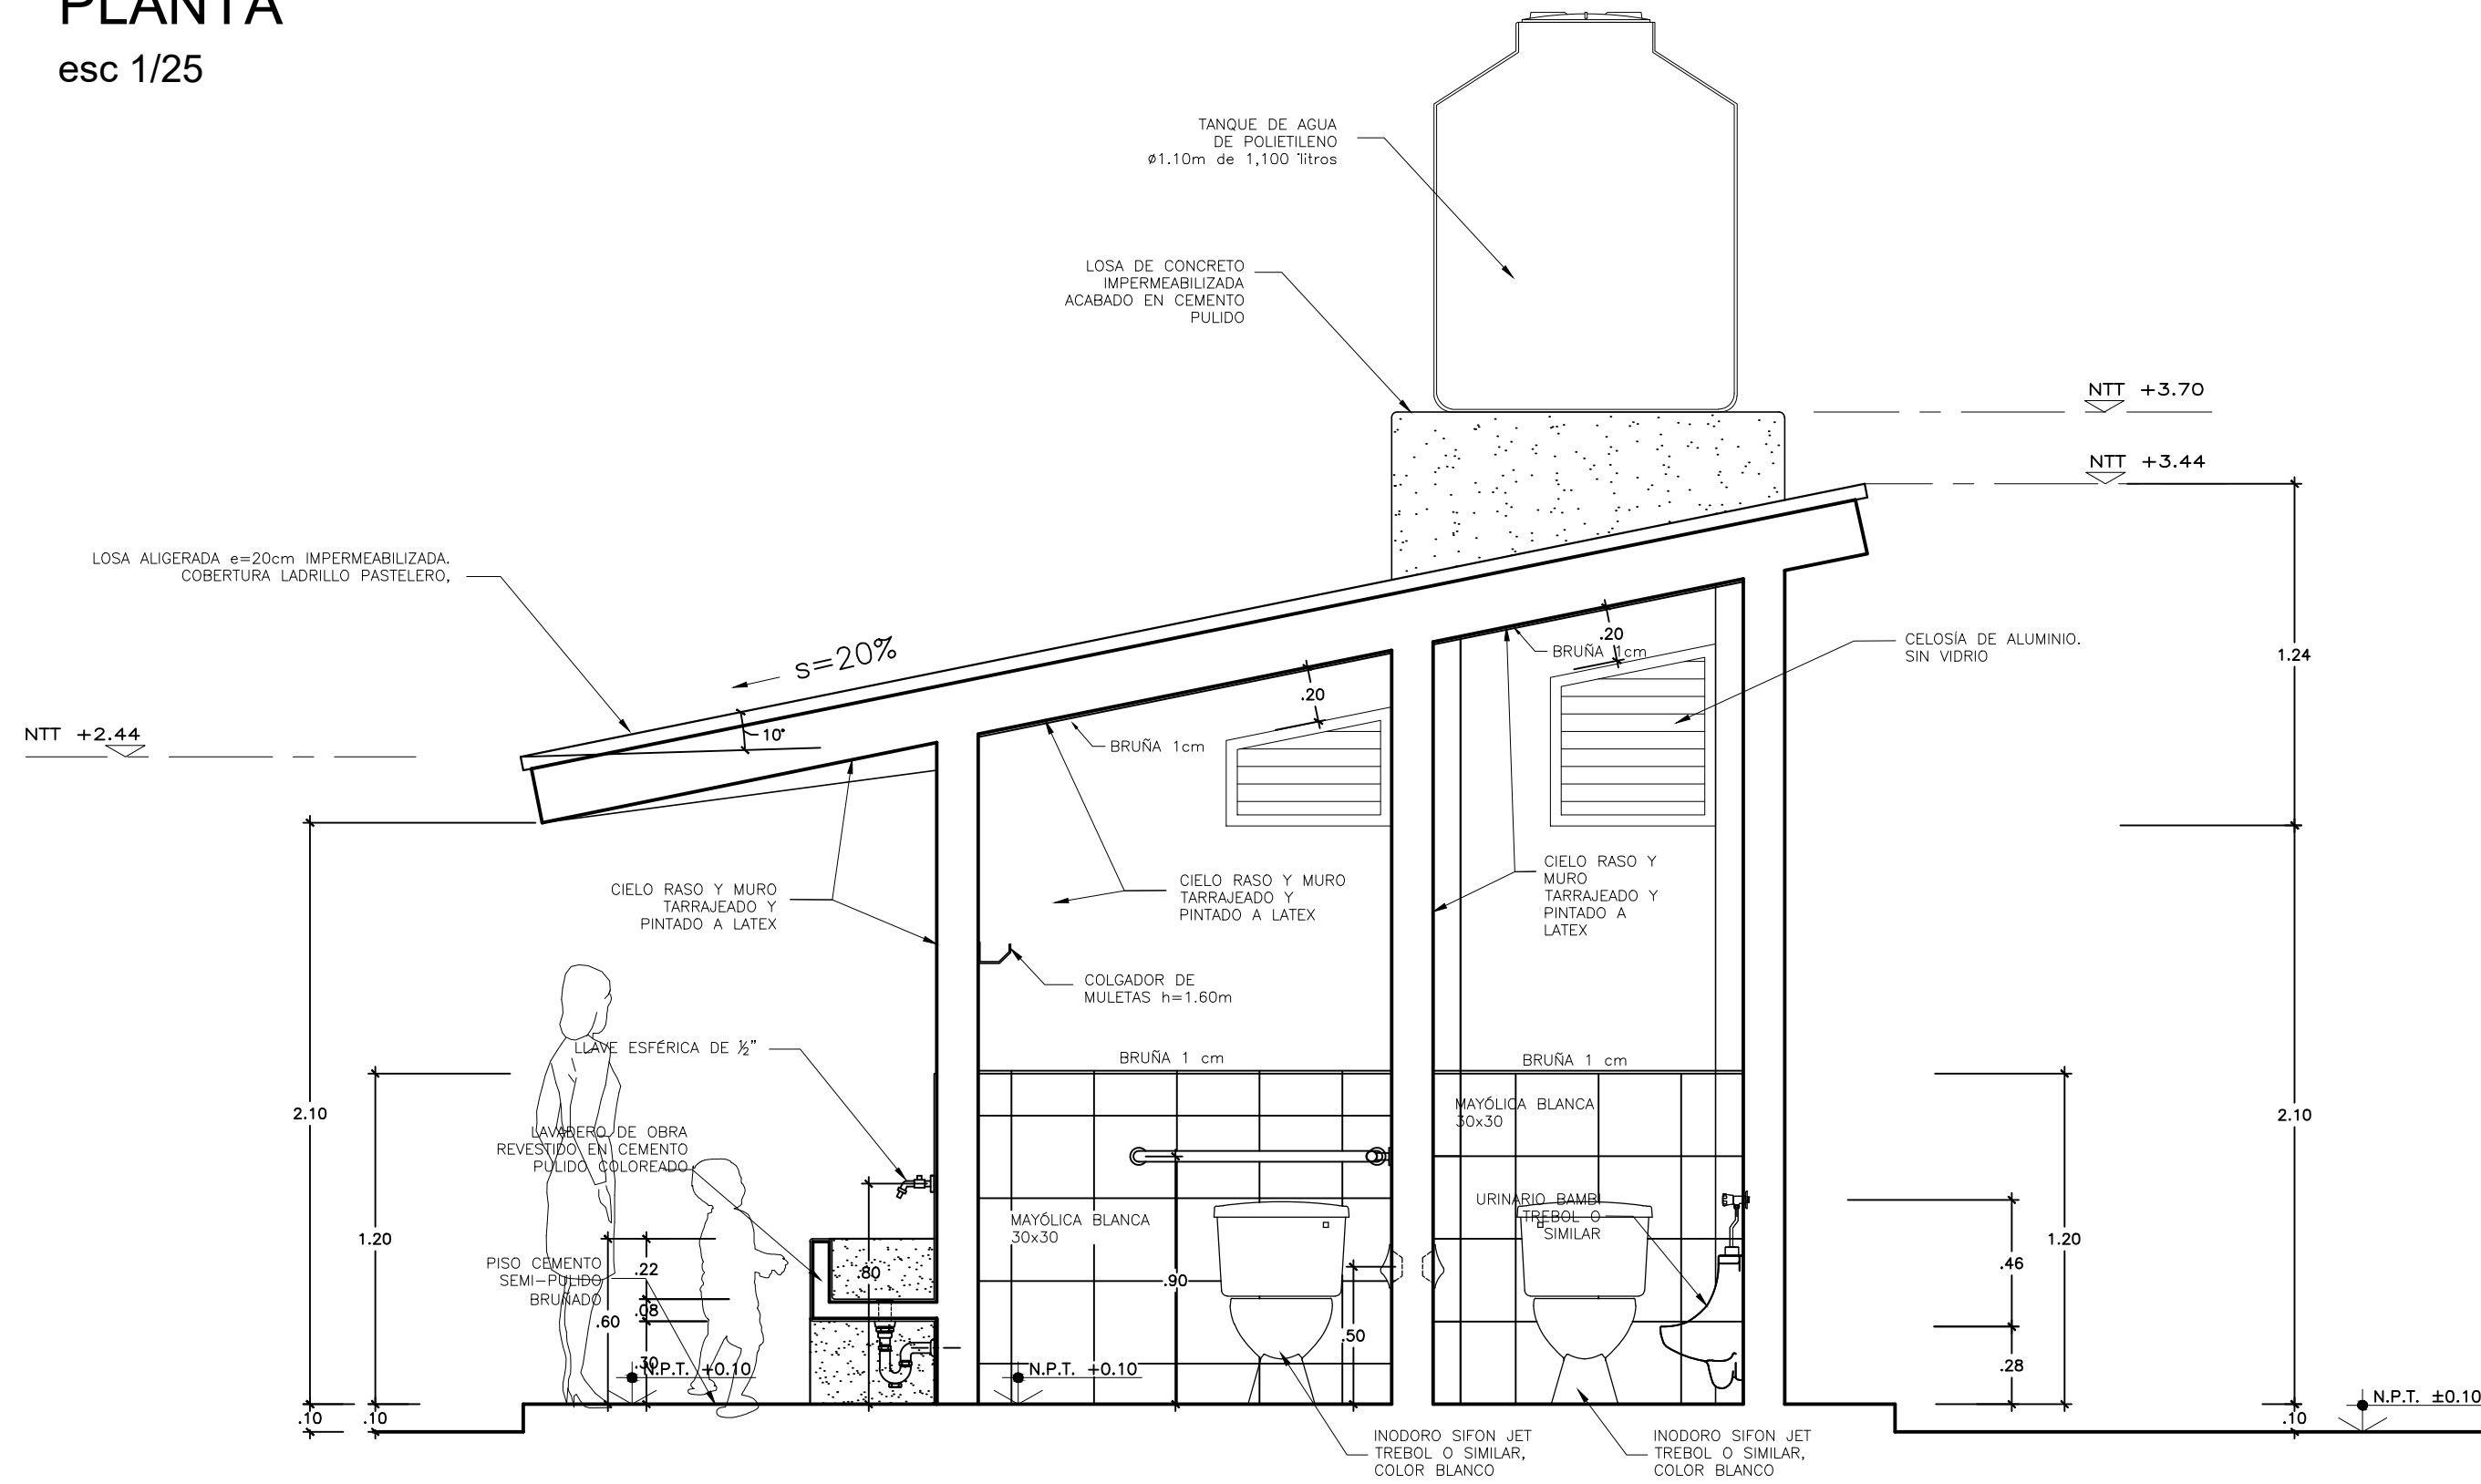 PLANTA
esc 1/25
TANQUE DE AGUA
DE POLIETILENO
ø1.10m de 1,100 litros
LOSA DE CONCRETO
IMPERMEABILIZADA
ACABADO EN CEMENTO
PULIDO
NTT +3.70
NTT +3.44
LOSA ALIGERADA e=20cm IMPERMEABILIZADA.
COBERTURA LADRILLO PASTELERO,
s=20%
10°
NTT +2.44
.20
BRUÑA 1cm
.20
BRUÑA 1cm
CELOSÍA DE ALUMINIO.
SIN VIDRIO
1.24
CIELO RASO Y MURO
TARRAJEADO Y
PINTADO A LATEX
CIELO RASO Y MURO
TARRAJEADO Y
PINTADO A LATEX
CIELO RASO Y
MURO
TARRAJEADO Y
PINTADO A
LATEX
COLGADOR DE
MULETAS h=1.60m
LLAVE ESFÉRICA DE ½"
BRUÑA 1 cm
BRUÑA 1 cm
2.10
1.20
LAVADERO DE OBRA
REVESTIDO EN CEMENTO
PULIDO COLOREADO
MAYÓLICA BLANCA
30x30
MAYÓLICA BLANCA
30x30
URINARIO BAMBI
TREBOL O
SIMILAR
2.10
1.20
.46
.28
PISO CEMENTO
SEMI-PULIDO
BRUÑADO
.22
.08
.60
.30
.80
.90
.50
N.P.T. +0.10
N.P.T. +0.10
N.P.T. ±0.10
.10
.10
.10
INODORO SIFON JET
TREBOL O SIMILAR,
COLOR BLANCO
INODORO SIFON JET
TREBOL O SIMILAR,
COLOR BLANCO